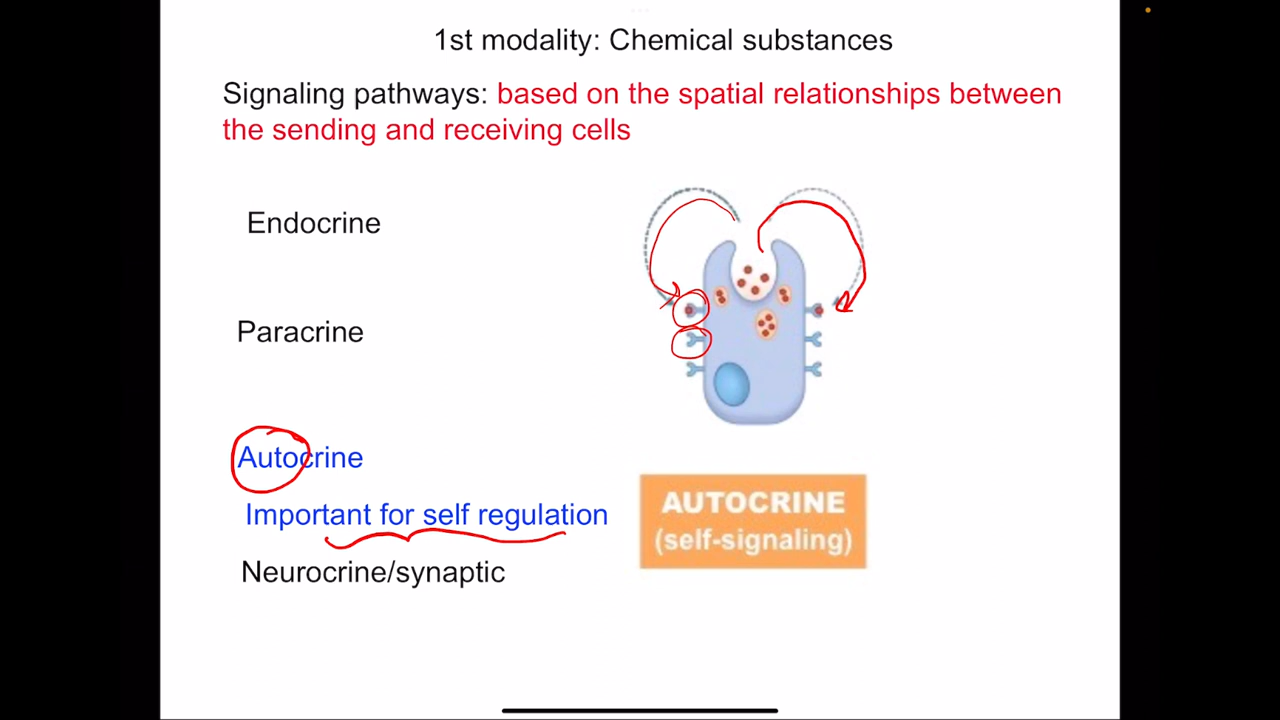 1st modality: Chemical substances
Signaling pathways: based on the spatial relationships between
the sending and receiving cells
Endocrine
Paracrine
Autocrine
Important for self regulation
Neurocrine/synaptic
AUTOCRINE
(self-signaling)